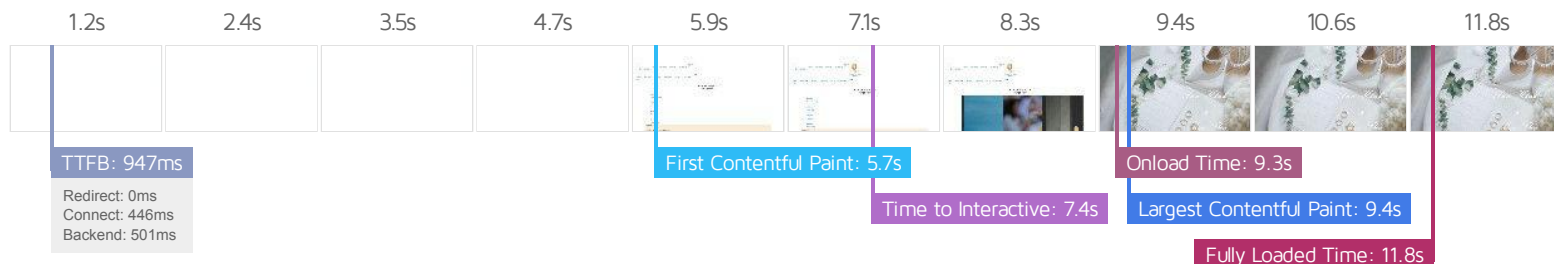 1.2s
2.4s
3.5s
4.7s
5.9s
7.1s
8.3s
9.4s
10.6s
11.8s
TTFB: 947ms
Redirect: 0ms
Connect: 446ms
Backend: 501ms
First Contentful Paint: 5.7s
Time to Interactive: 7.4s
Onload Time: 9.3s
Largest Contentful Paint: 9.4s
Fully Loaded Time: 11.8s